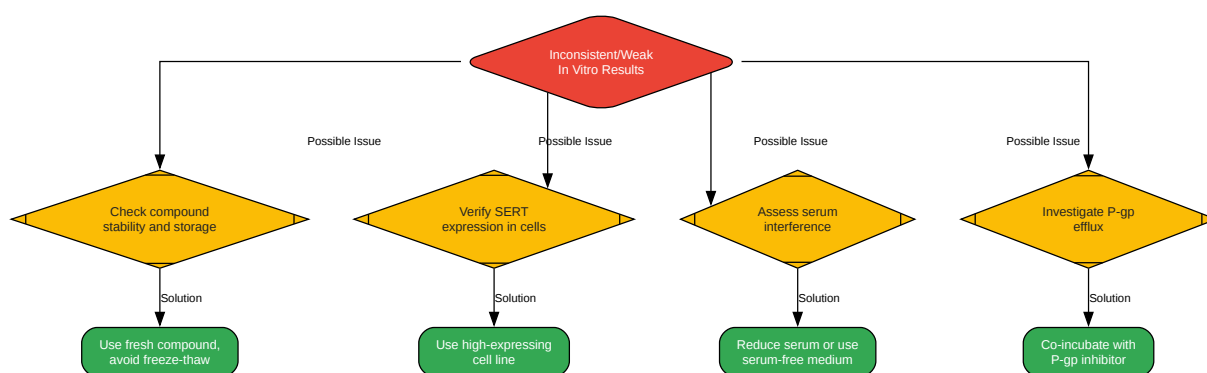 Inconsistent/Weak
In Vitro Results
Possible Issue
Possible Issue
Possible Issue
Possible Issue
Check compound
stability and storage
Verify SERT
expression in cells
Assess serum
interference
Investigate P-gp
efflux
Solution
Solution
Solution
Solution
Use fresh compound,
avoid freeze-thaw
Use high-expressing
cell line
Reduce serum or use
serum-free medium
Co-incubate with
P-gp inhibitor